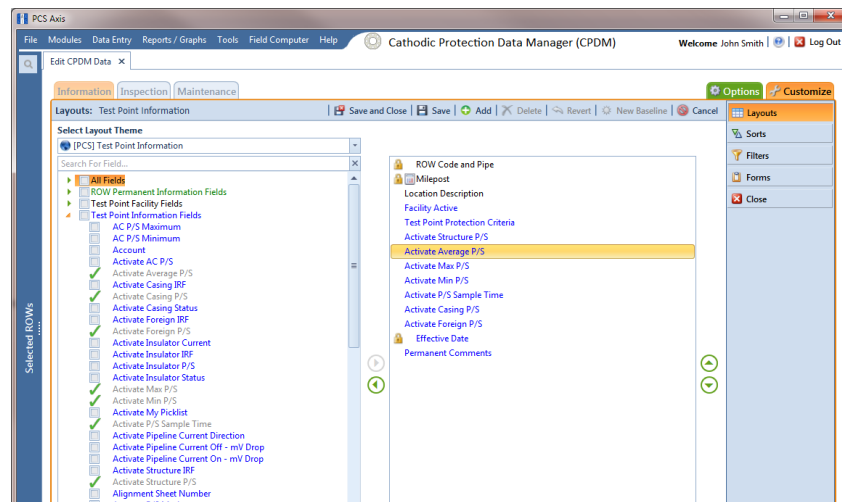 PCS Axis
File Modules Data Entry Reports / Graphs Tools Field Computer Help Cathodic Protection Data Manager (CPDM) Welcome John Smith Log Out
Edit CPDM Data
Information Inspection Maintenance Options Customize
Layouts: Test Point Information Save and Close Save Add Delete Revert New Baseline Cancel
Select Layout Theme
[PCS] Test Point Information
Search For Field...
All Fields
ROW Permanent Information Fields
Test Point Facility Fields
Test Point Information Fields
AC P/S Maximum
AC P/S Minimum
Account
Activate AC P/S
Activate Average P/S
Activate Casing IRF
Activate Casing P/S
Activate Casing Status
Activate Foreign IRF
Activate Foreign P/S
Activate Insulator Current
Activate Insulator IRF
Activate Insulator P/S
Activate Insulator Status
Activate Max P/S
Activate Min P/S
Activate My Picklist
Activate P/S Sample Time
Activate Pipeline Current Direction
Activate Pipeline Current Off - mV Drop
Activate Pipeline Current On - mV Drop
Activate Structure IRF
Activate Structure P/S
Alignment Sheet Number
ROW Code and Pipe
Milepost
Location Description
Facility Active
Test Point Protection Criteria
Activate Structure P/S
Activate Average P/S
Activate Max P/S
Activate Min P/S
Activate P/S Sample Time
Activate Casing P/S
Activate Foreign P/S
Effective Date
Permanent Comments
Layouts
Sorts
Filters
Forms
Close
Selected ROWs